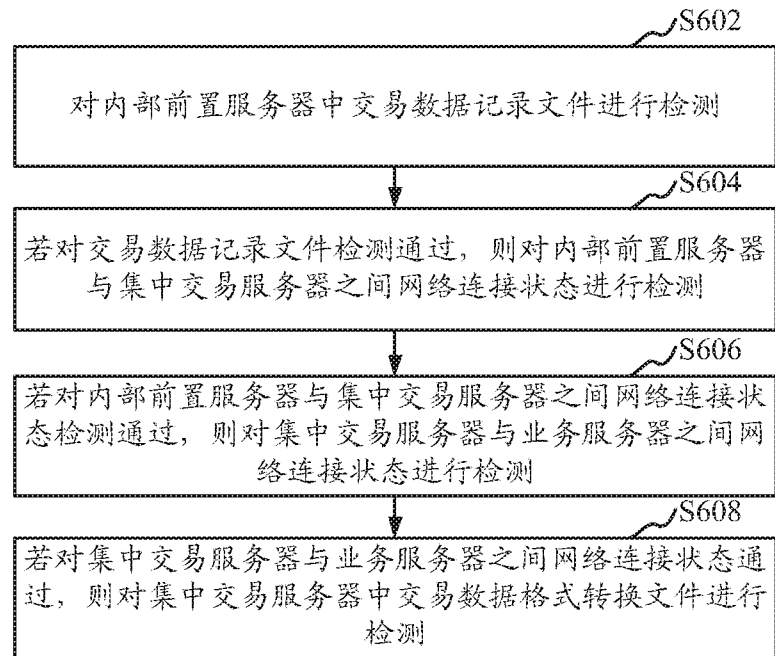 S602
对内部前置服务器中交易数据记录文件进行检测
S604
若对交易数据记录文件检测通过，则对内部前置服务器
与集中交易服务器之间网络连接状态进行检测
S606
若对内部前置服务器与集中交易服务器之间网络连接状
态检测通过，则对集中交易服务器与业务服务器之间网
络连接状态进行检测
S608
若对集中交易服务器与业务服务器之间网络连接状态通
过，则对集中交易服务器中交易数据格式转换文件进行
检测